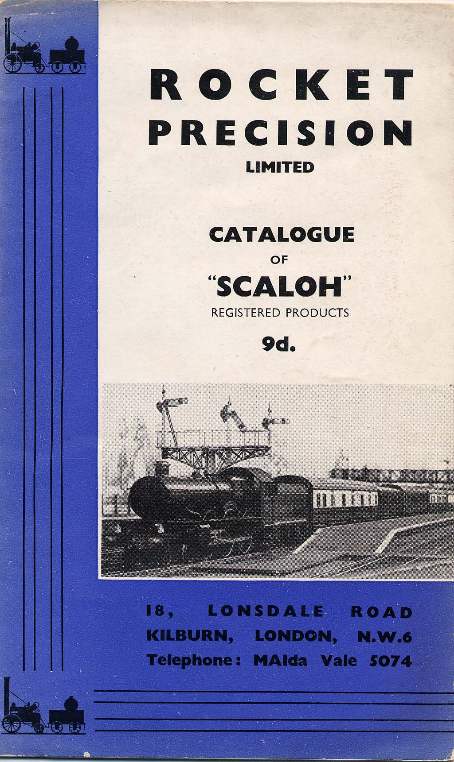 ROCKET
PRECISION
LIMITED
CATALOGUE
OF
"SCALOH"
REGISTERED PRODUCTS
9d.
18, LONSDALE ROAD
KILBURN, LONDON, N.W.6
Telephone: MAIda Vale 5074